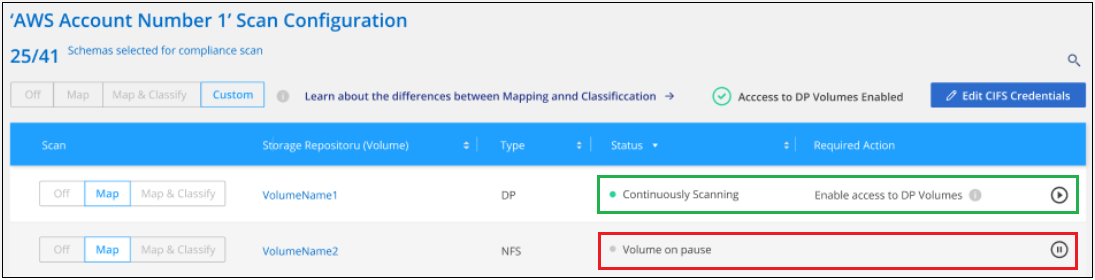 ‘AWS Account Number 1’ Scan Configuration
25/41 Schemas selected for compliance scan
Off Map Map & Classify Custom Learn about the differences between Mapping annd Classificcation → Acccess to DP Volumes Enabled Edit CIFS Credentials
Scan Storage Repositoru (Volume) Type Status Required Action
Off Map Map & Classify VolumeName1 DP Continuously Scanning Enable access to DP Volumes
Off Map Map & Classify VolumeName2 NFS Volume on pause